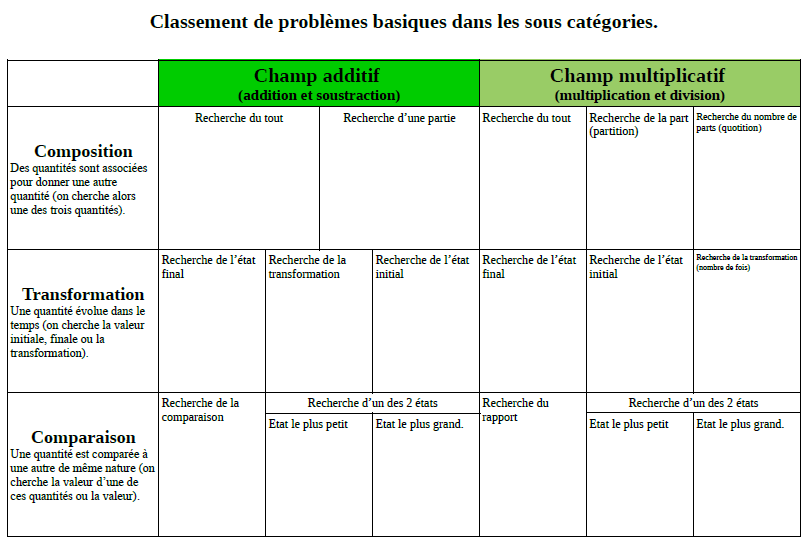 Classement de problèmes basiques dans les sous catégories.
Champ additif
(addition et soustraction)
Champ multiplicatif
(multiplication et division)
Composition
Des quantités sont associées
pour donner une autre
quantité (on cherche alors
une des trois quantités).
Recherche du tout
Recherche d’une partie
Recherche du tout
Recherche de la part
(partition)
Recherche du nombre de
parts (quotition)
Transformation
Une quantité évolue dans le
temps (on cherche la valeur
initiale, finale ou la
transformation).
Recherche de l’état
final
Recherche de la
transformation
Recherche de l’état
initial
Recherche de l’état
final
Recherche de l’état
initial
Recherche de la transformation
(nombre de fois)
Comparaison
Une quantité est comparée à
une autre de même nature (on
cherche la valeur d’une de
ces quantités ou la valeur).
Recherche de la
comparaison
Recherche d’un des 2 états
Etat le plus petit
Etat le plus grand.
Recherche du
rapport
Recherche d’un des 2 états
Etat le plus petit
Etat le plus grand.